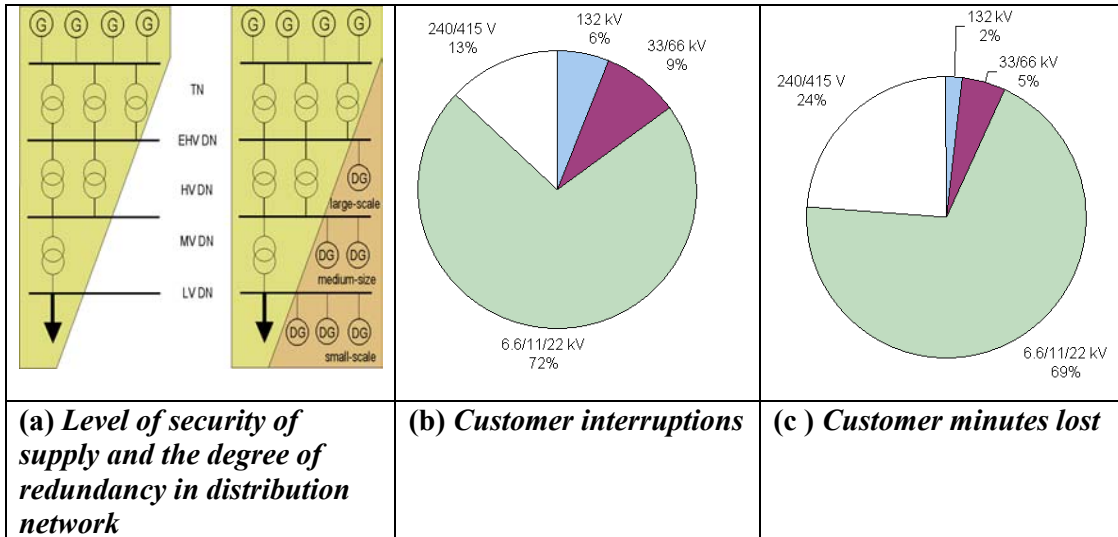 G G G G
G G G G
TN
EHV DN
DG
HV DN
large-scale
MV DN
DG DG
medium-size
LV DN
DG DG DG
small-scale
240/415 V
13%
132 kV
6%
33/66 kV
9%
6.6/11/22 kV
72%
132 kV
2%
33/66 kV
5%
240/415 V
24%
6.6/11/22 kV
69%
(a) Level of security of
supply and the degree of
redundancy in distribution
network
(b) Customer interruptions
(c ) Customer minutes lost